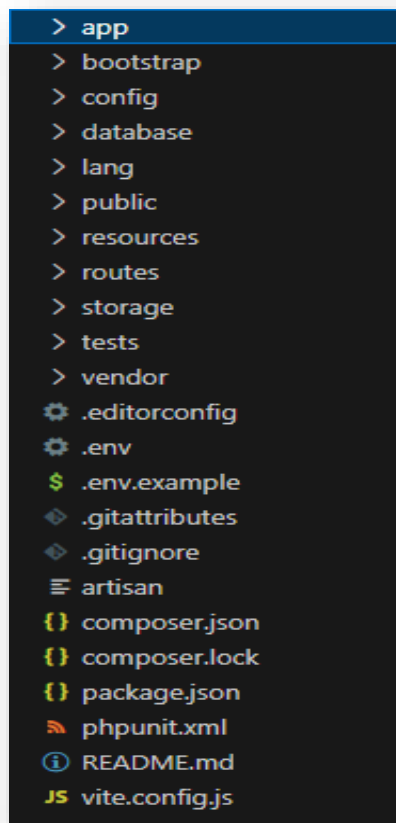 app
bootstrap
config
database
lang
public
resources
routes
storage
tests
vendor
.editorconfig
.env
$ .env.example
.gitattributes
.gitignore
artisan
{} composer.json
{} composer.lock
{} package.json
phpunit.xml
README.md
JS vite.config.js